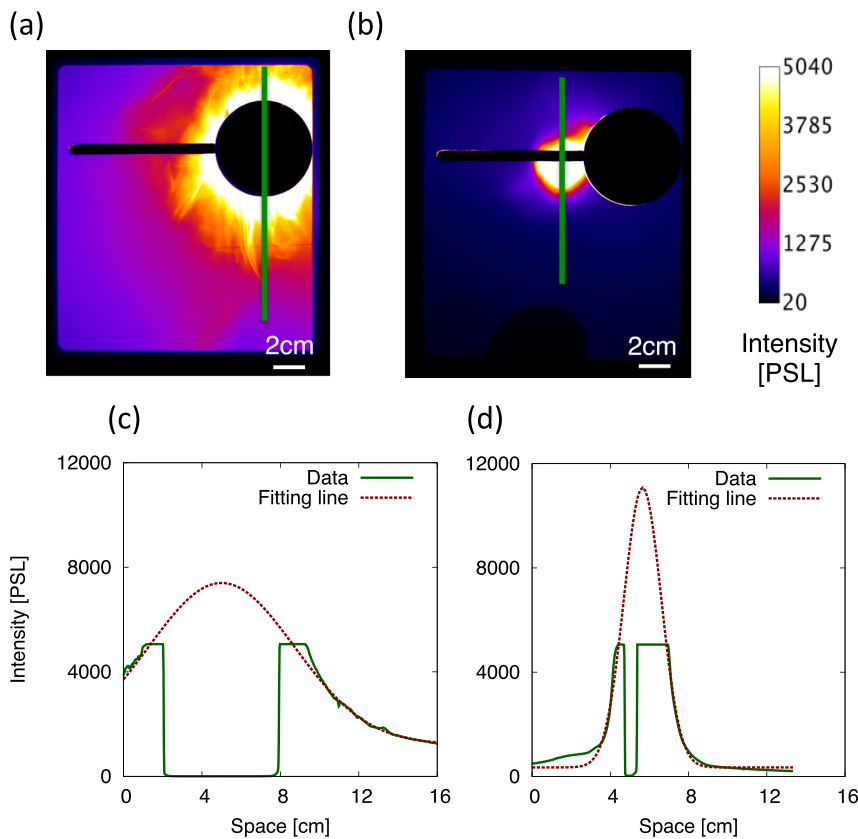 (a)
(b)
2cm
2cm
5040
3785
2530
1275
20
Intensity
[PSL]
(c)
(d)
12000
8000
4000
0
Intensity [PSL]
Data
Fitting line
0 4 8 12 16
Space [cm]
12000
8000
4000
0
Data
Fitting line
0 4 8 12 16
Space [cm]